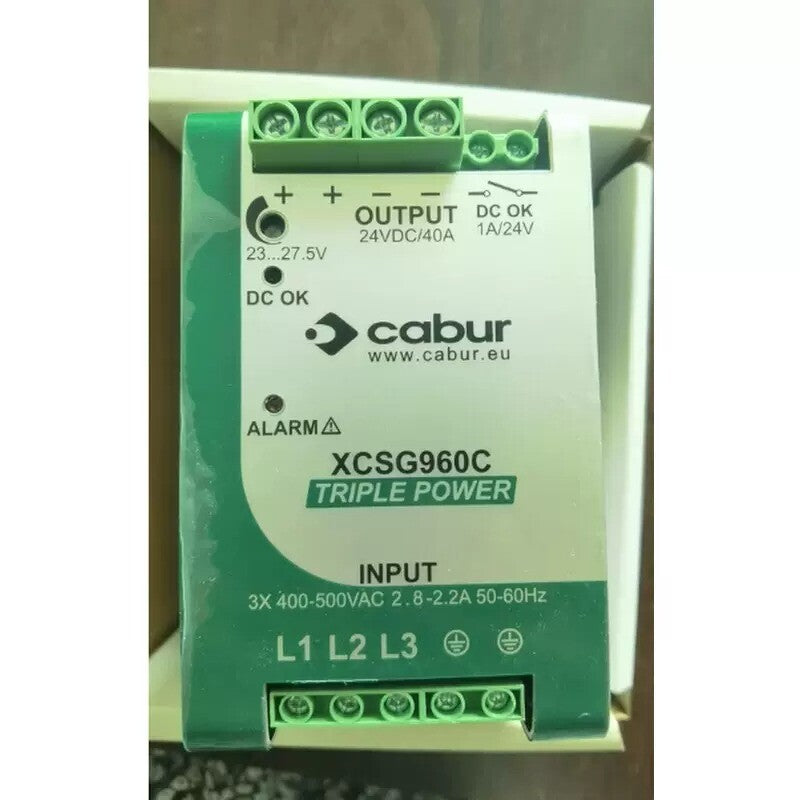 + + − −
OUTPUT
24VDC/40A
DC OK
1A/24V
23...27.5V
DC OK
cabur
www.cabur.eu
ALARM
XCSG960C
TRIPLE POWER
INPUT
3X 400-500VAC 2.8-2.2A 50-60Hz
L1 L2 L3